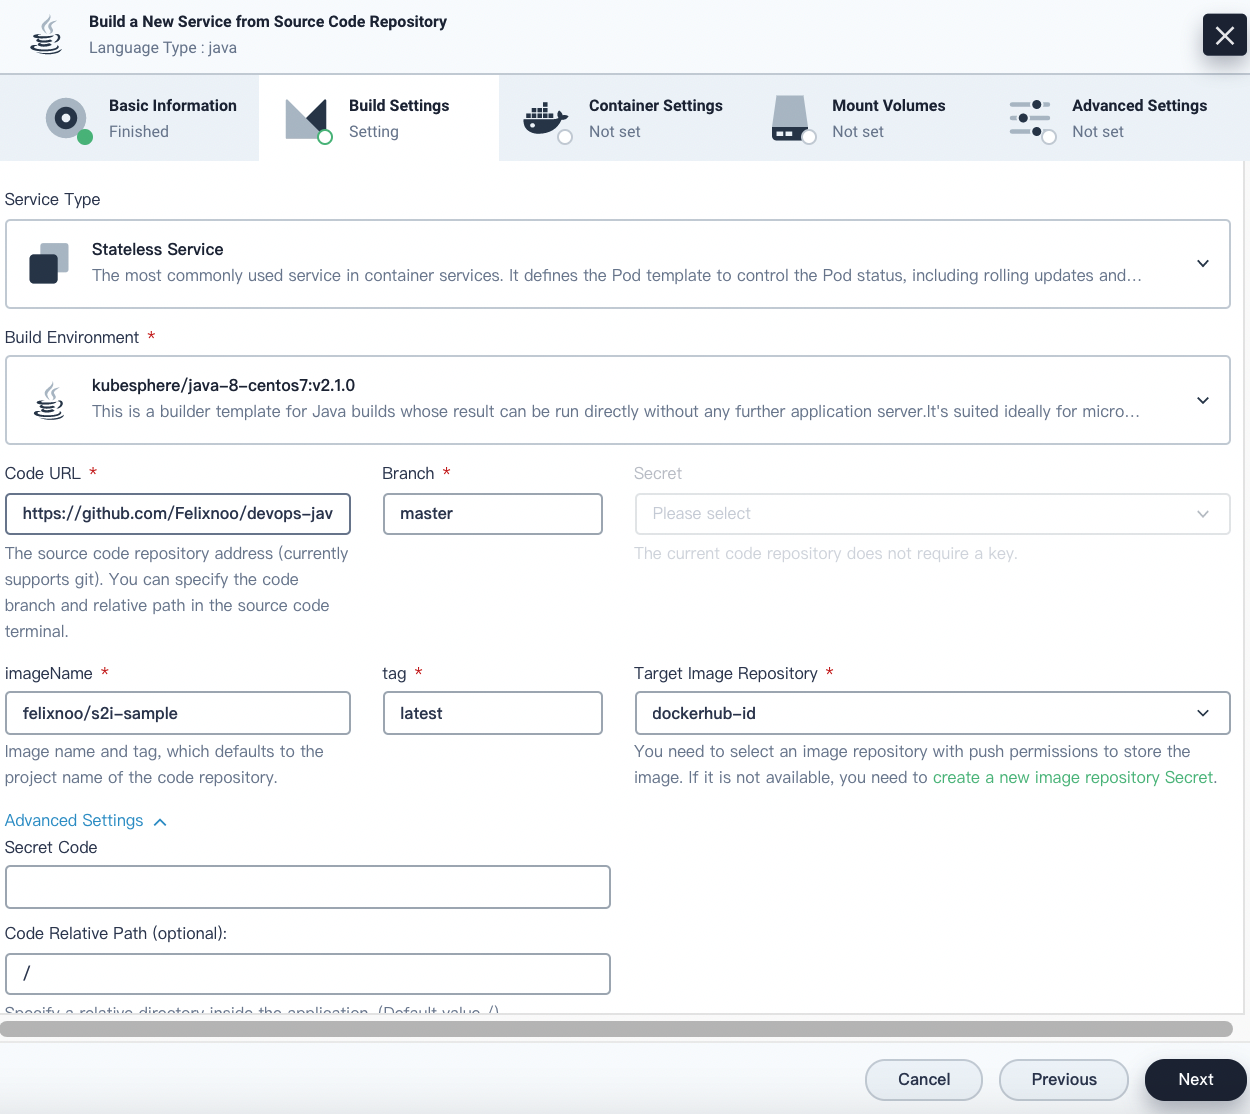 Build a New Service from Source Code Repository
Language Type : java
Basic Information
Finished
Build Settings
Setting
Container Settings
Not set
Mount Volumes
Not set
Advanced Settings
Not set
Service Type
Stateless Service
The most commonly used service in container services. It defines the Pod template to control the Pod status, including rolling updates and...
Build Environment *
kubesphere/java-8-centos7:v2.1.0
This is a builder template for Java builds whose result can be run directly without any further application server.It's suited ideally for micro...
Code URL *
https://github.com/Felixnoo/devops-jav
The source code repository address (currently
supports git). You can specify the code
branch and relative path in the source code
terminal.
Branch *
master
Secret
Please select
The current code repository does not require a key.
imageName *
felixnoo/s2i-sample
Image name and tag, which defaults to the
project name of the code repository.
tag *
latest
Target Image Repository *
dockerhub-id
You need to select an image repository with push permissions to store the
image. If it is not available, you need to create a new image repository Secret.
Advanced Settings
Secret Code
Code Relative Path (optional):
/
Specify a relative directory inside the application. (Default value /)
Cancel
Previous
Next